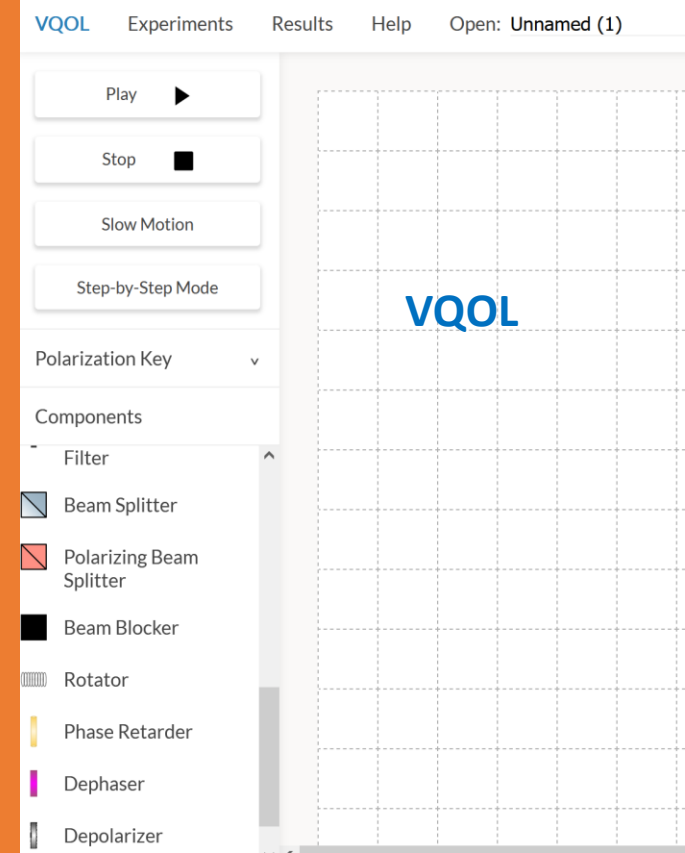 VQOL Experiments Results Help Open: Unnamed (1)
Play
Stop
Slow Motion
Step-by-Step Mode
Polarization Key
Components
Filter
Beam Splitter
Polarizing Beam
Splitter
Beam Blocker
Rotator
Phase Retarder
Dephaser
Depolarizer
VQOL